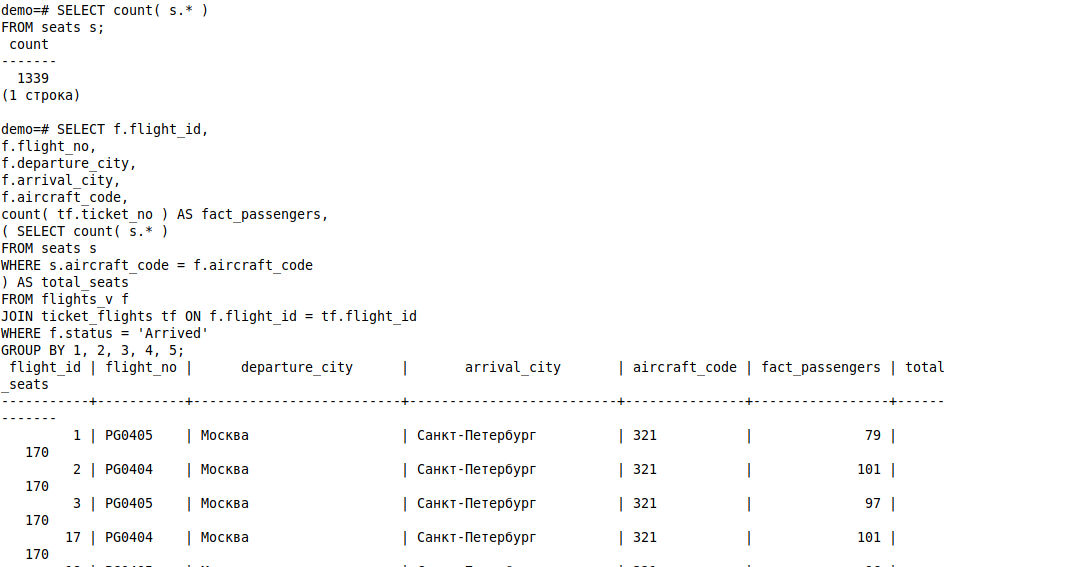 demo=# SELECT count( s.* )
FROM seats s;
 count
-------
  1339
(1 строка)

demo=# SELECT f.flight_id,
f.flight_no,
f.departure_city,
f.arrival_city,
f.aircraft_code,
count( tf.ticket_no ) AS fact_passengers,
( SELECT count( s.* )
FROM seats s
WHERE s.aircraft_code = f.aircraft_code
) AS total_seats
FROM flights_v f
JOIN ticket_flights tf ON f.flight_id = tf.flight_id
WHERE f.status = 'Arrived'
GROUP BY 1, 2, 3, 4, 5;
 flight_id | flight_no |      departure_city      |       arrival_city       | aircraft_code | fact_passengers | total
_seats
-----------+-----------+--------------------------+--------------------------+---------------+-----------------+------
-------
         1 | PG0405    | Москва                   | Санкт-Петербург          | 321           |              79 |
   170
         2 | PG0404    | Москва                   | Санкт-Петербург          | 321           |             101 |
   170
         3 | PG0405    | Москва                   | Санкт-Петербург          | 321           |              97 |
   170
        17 | PG0404    | Москва                   | Санкт-Петербург          | 321           |             101 |
   170